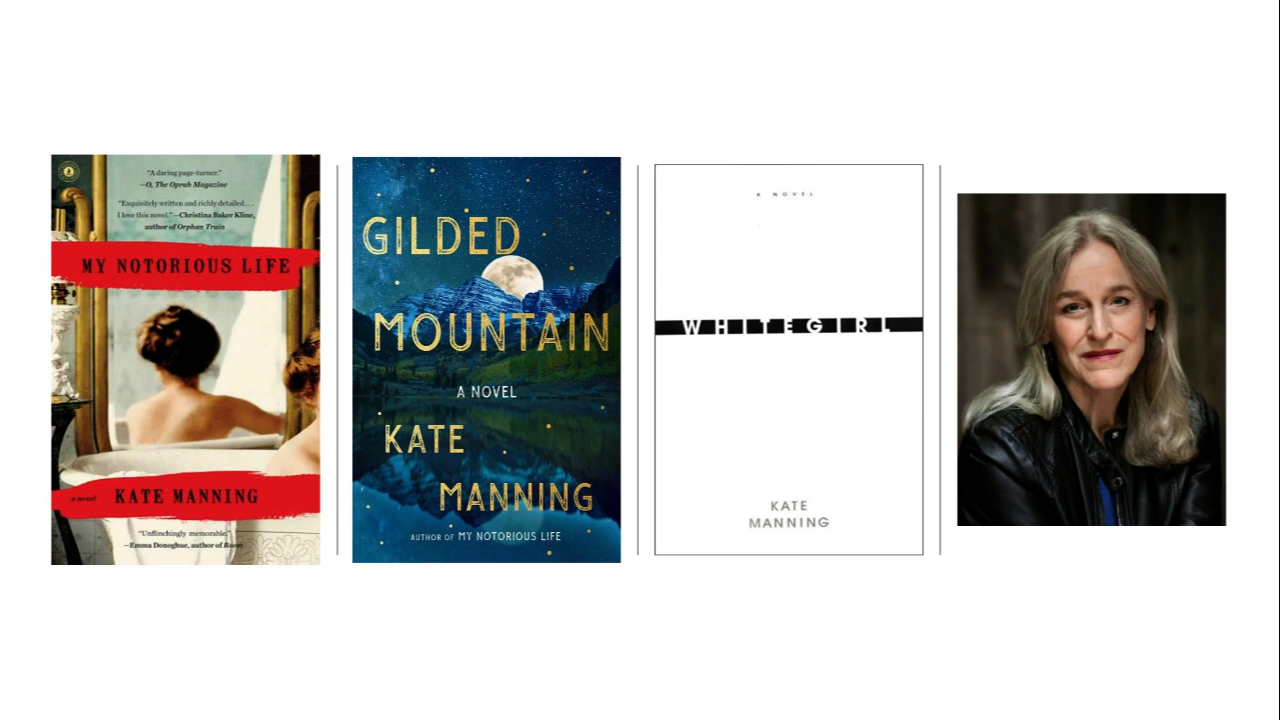 "A daring page-turner."
—O, The Oprah Magazine
"Exquisitely written and richly detailed . . .
I love this novel."—Christina Baker Kline,
author of Orphan Train
MY NOTORIOUS LIFE
a novel KATE MANNING
"Unflinchingly memorable."
—Emma Donoghue, author of Room
GILDED
MOUNTAIN
A NOVEL
KATE
MANNING
AUTHOR OF MY NOTORIOUS LIFE
A NOVEL
WHITEGIRL
KATE
MANNING